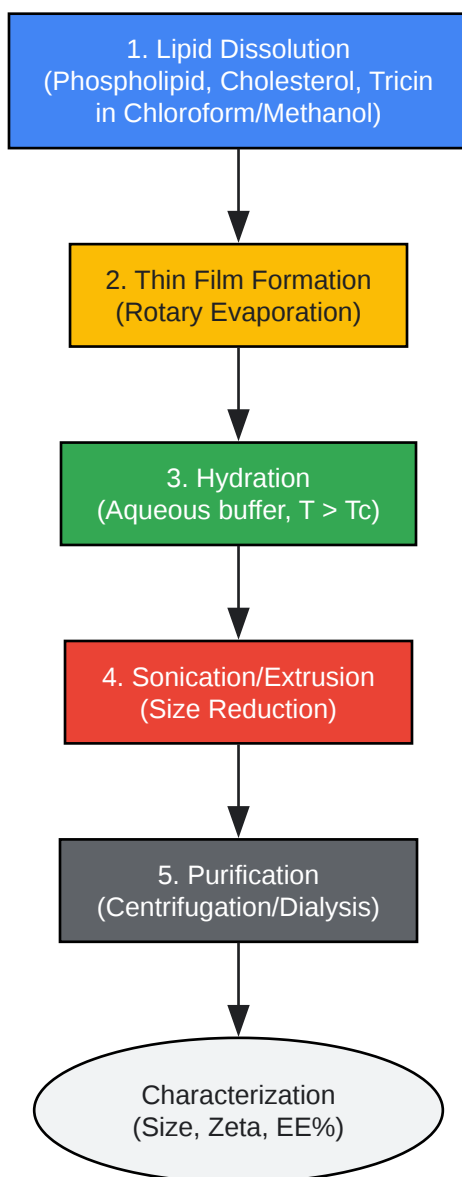 1. Lipid Dissolution
(Phospholipid, Cholesterol, Tricin
in Chloroform/Methanol)
2. Thin Film Formation
(Rotary Evaporation)
3. Hydration
(Aqueous buffer, T > Tc)
4. Sonication/Extrusion
(Size Reduction)
5. Purification
(Centrifugation/Dialysis)
Characterization
(Size, Zeta, EE%)